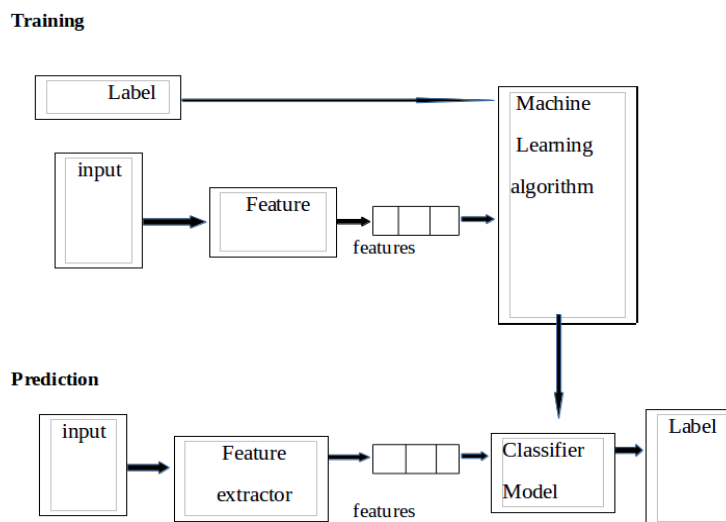 Training
Label
Machine
Learning
algorithm
input
Feature
features
Prediction
input
Feature
extractor
features
Classifier
Model
Label